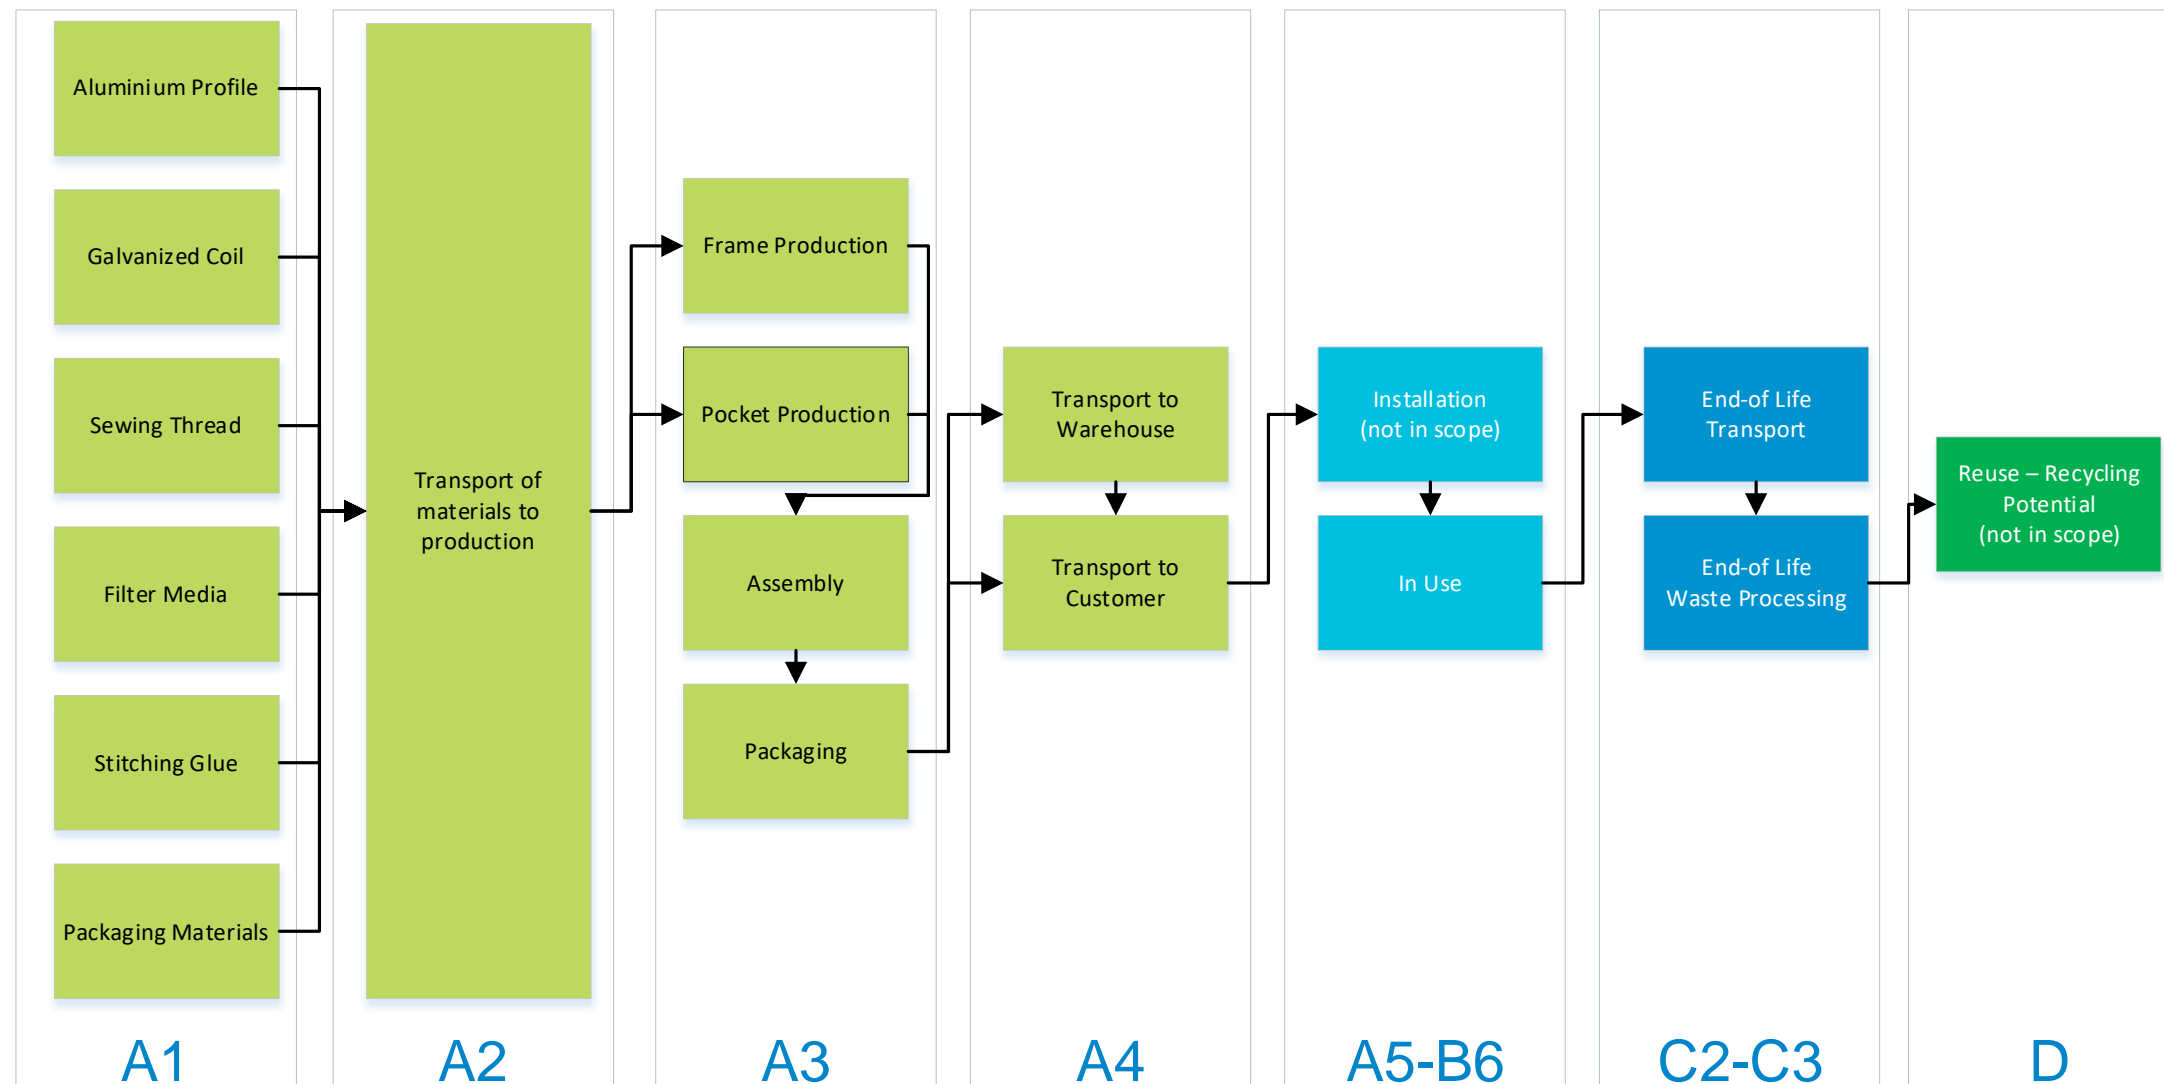 Aluminium Profile
Galvanized Coil
Sewing Thread
Filter Media
Stitching Glue
Packaging Materials
A1
Transport of
materials to
production
A2
Frame Production
Pocket Production
Assembly
Packaging
A3
Transport to
Warehouse
Transport to
Customer
A4
Installation
(not in scope)
In Use
A5-B6
End-of Life
Transport
End-of Life
Waste Processing
C2-C3
Reuse – Recycling
Potential
(not in scope)
D